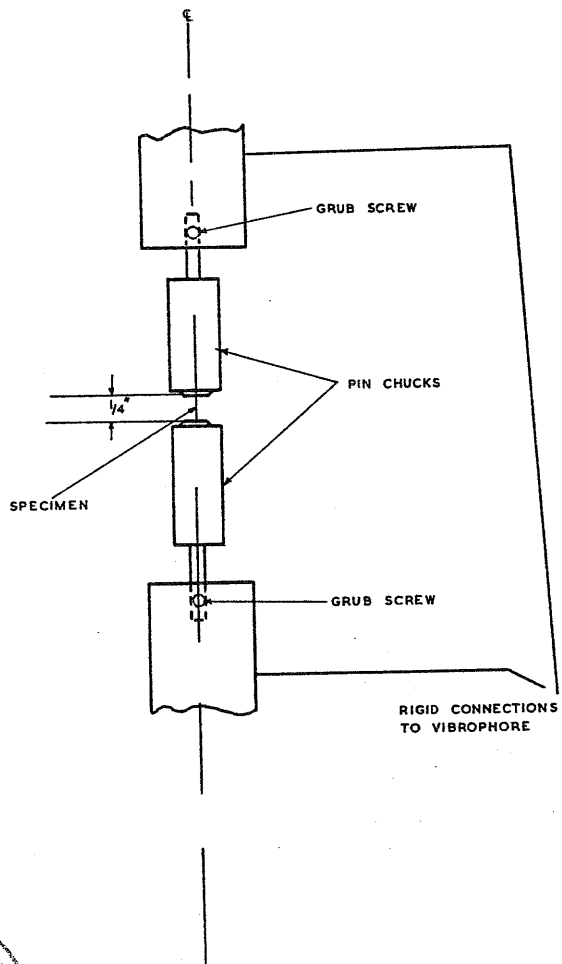 ℄
GRUB SCREW
PIN CHUCKS
1/4"
SPECIMEN
GRUB SCREW
RIGID CONNECTIONS
TO VIBROPHORE